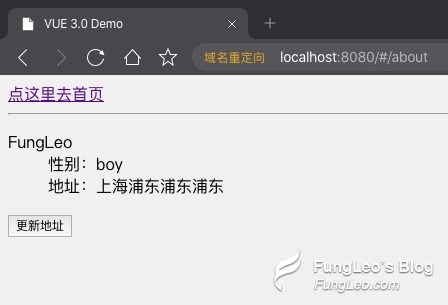 VUE 3.0 Demo
域名重定向 localhost:8080/#/about
点这里去首页
FungLeo
性别：boy
地址：上海浦东浦东浦东
更新地址
FungLeo's Blog
FungLeo.com